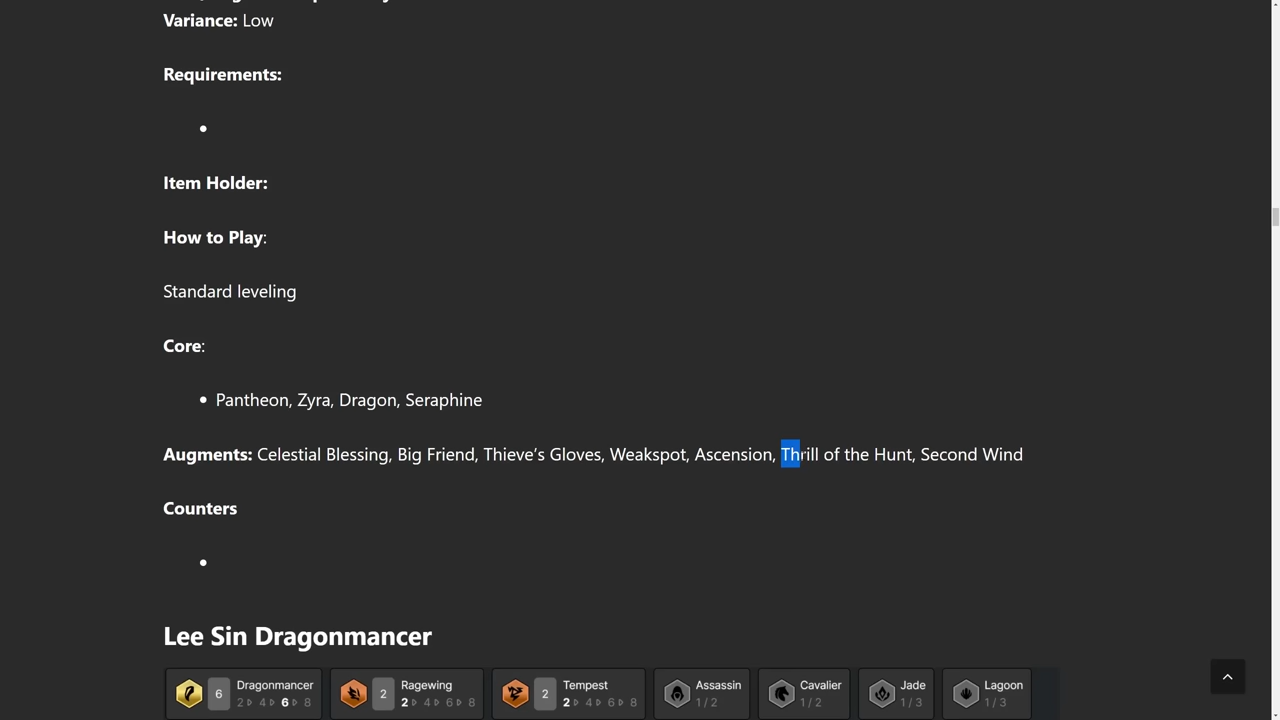 Variance: Low
Requirements:
Item Holder:
How to Play:
Standard leveling
Core:
• Pantheon, Zyra, Dragon, Seraphine
Augments: Celestial Blessing, Big Friend, Thieve’s Gloves, Weakspot, Ascension, Thrill of the Hunt, Second Wind
Counters
Lee Sin Dragonmancer
6 Dragonmancer 2 4 6 8
2 Ragewing 2 4 6 8
2 Tempest 2 4 6 8
Assassin 1 / 2
Cavalier 1 / 2
Jade 1 / 3
Lagoon 1 / 3